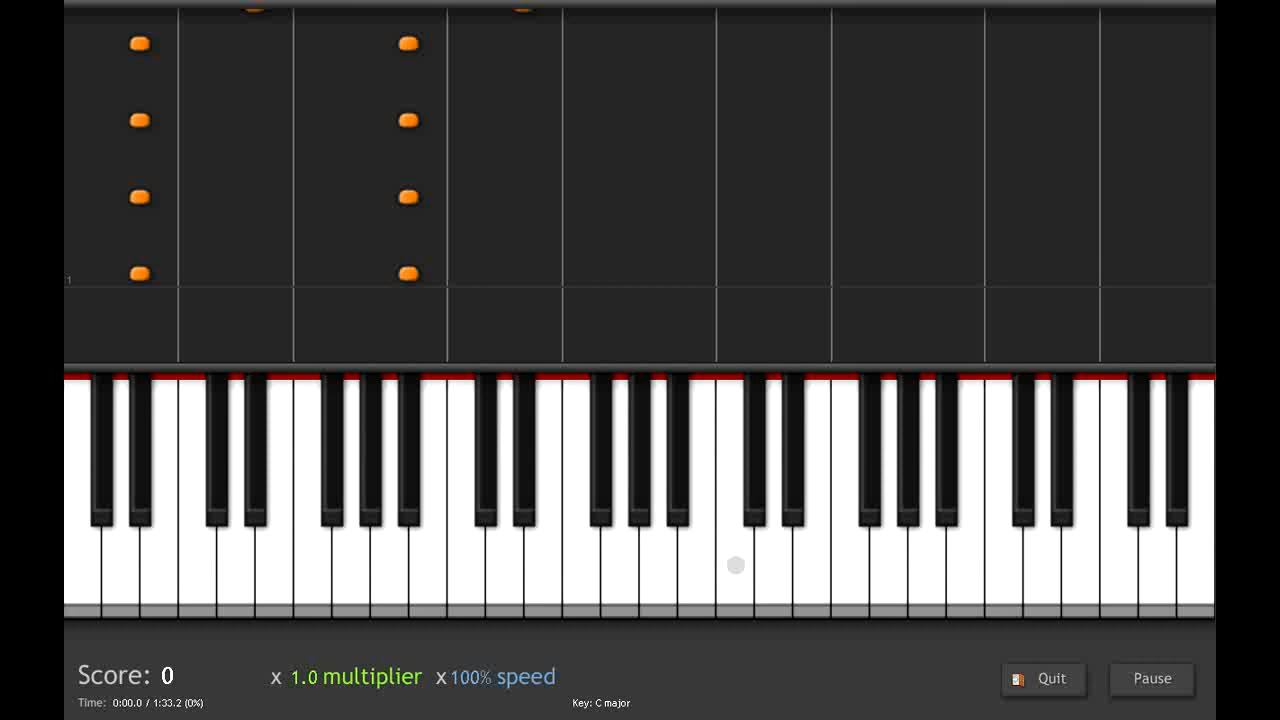 1
Score: 0 x 1.0 multiplier x 100% speed
Quit
Pause
Time: 0:00.0 / 1:33.2 (0%)
Key: C major